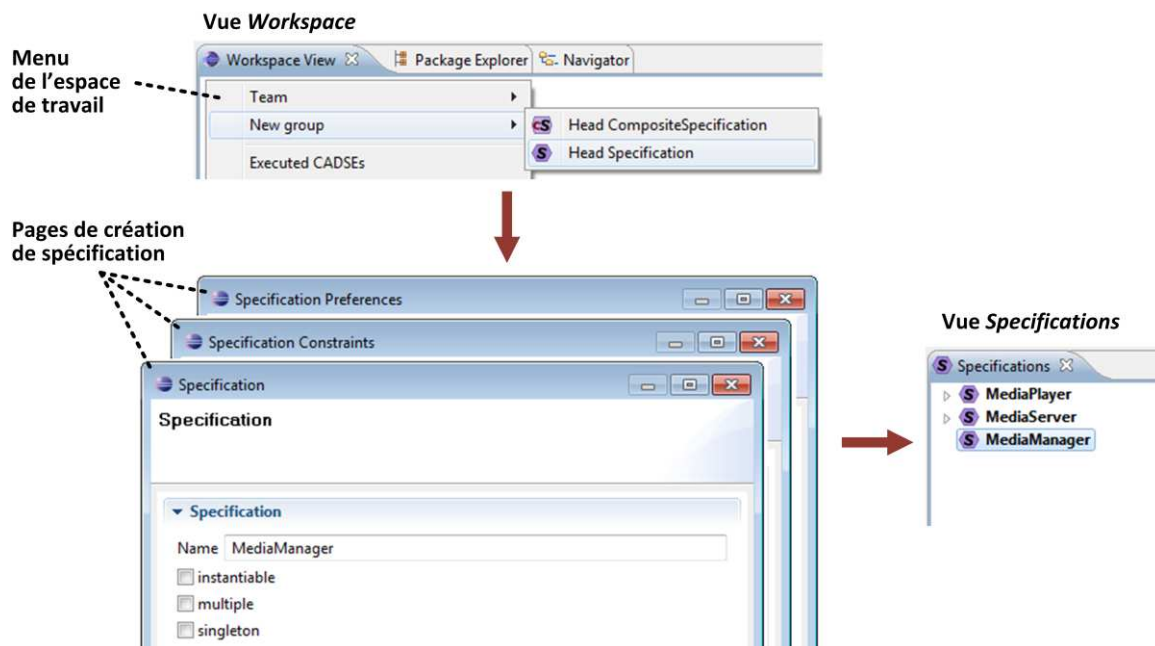 Vue Workspace
Menu
de l'espace
de travail
Workspace View
Package Explorer
Navigator
Team
New group
Executed CADSEs
cS Head CompositeSpecification
S Head Specification
Pages de création
de spécification
Specification Preferences
Specification Constraints
Specification
Specification
Specification
Name MediaManager
instantiable
multiple
singleton
Vue Specifications
S Specifications
S MediaPlayer
S MediaServer
S MediaManager